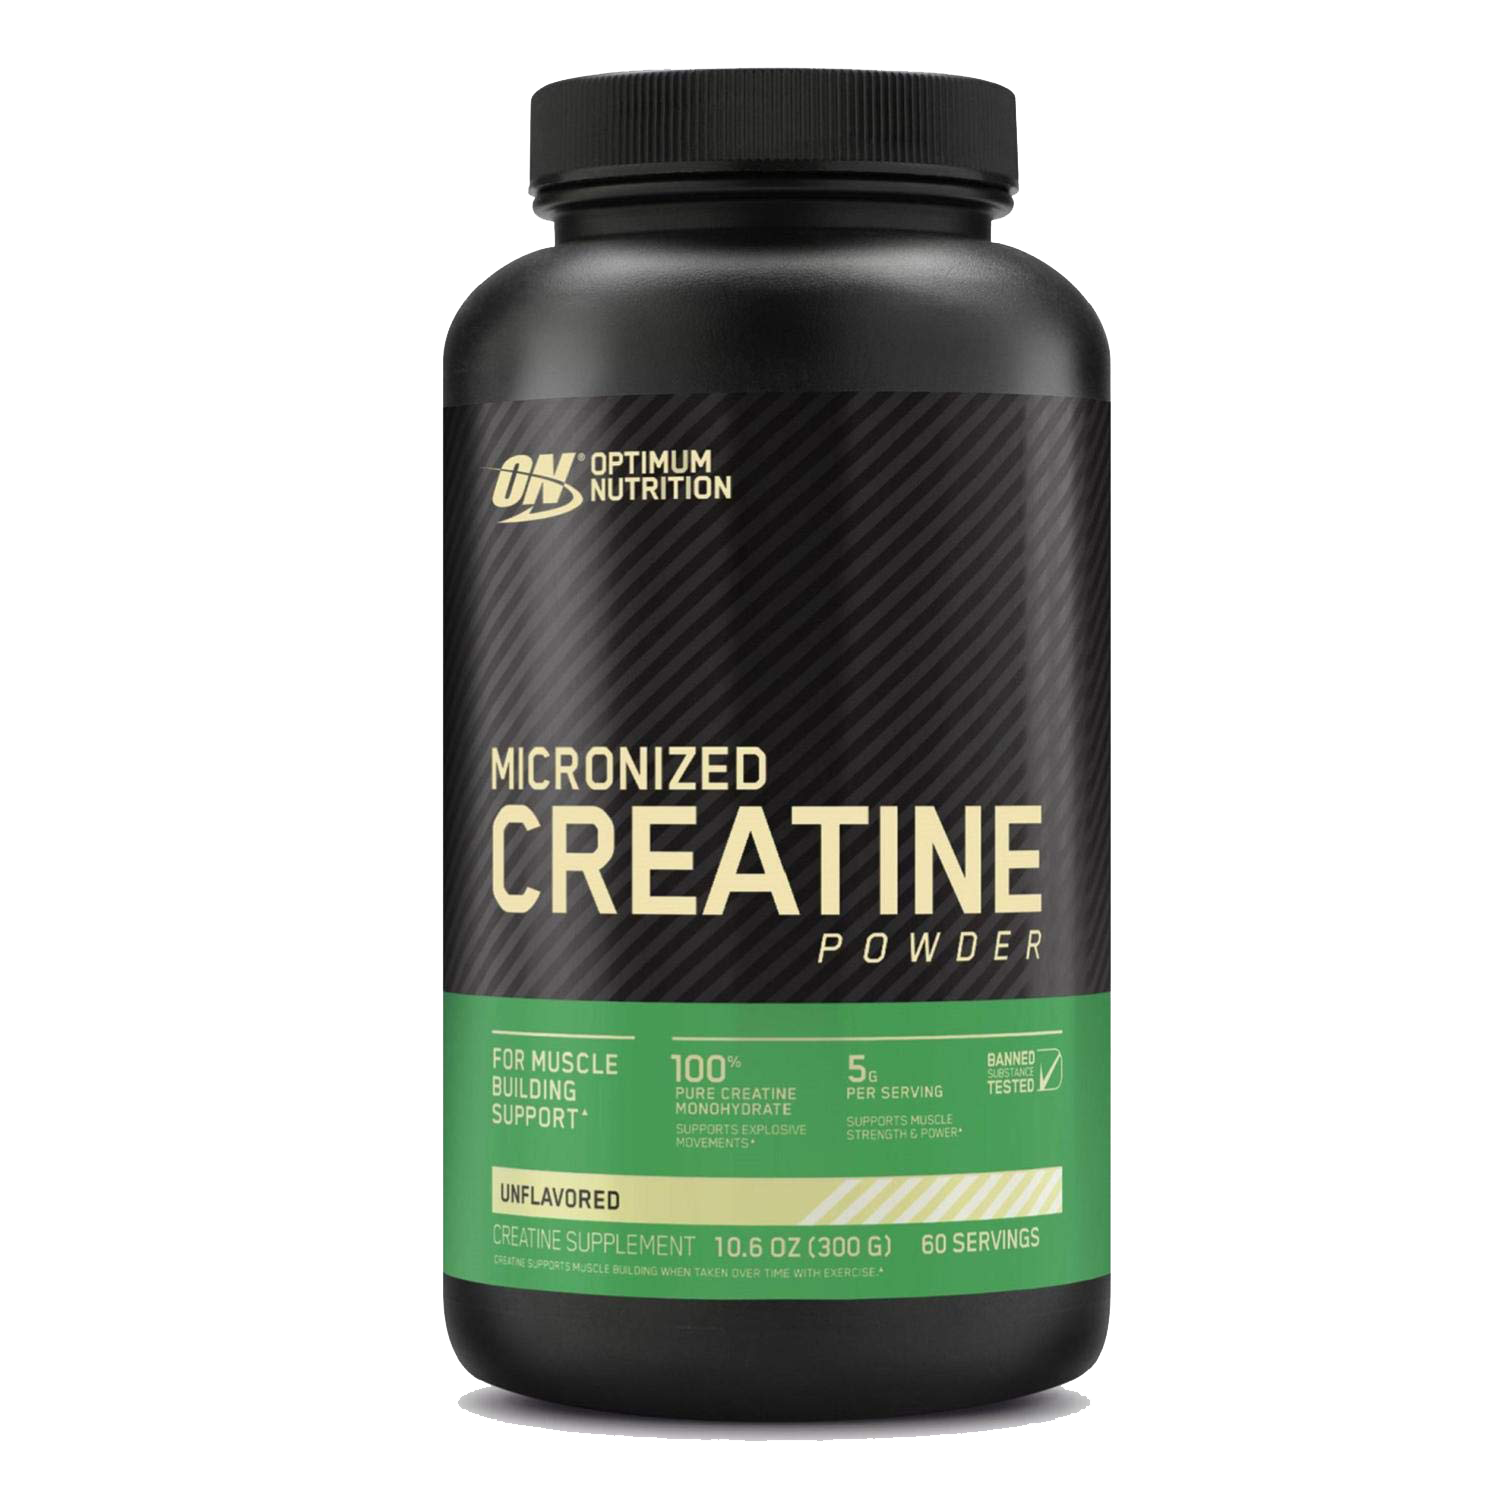 ON® OPTIMUM
NUTRITION
MICRONIZED
CREATINE
POWDER
FOR MUSCLE
BUILDING
SUPPORT▲
100%
PURE CREATINE
MONOHYDRATE
SUPPORTS EXPLOSIVE
MOVEMENTS▲
5G
PER SERVING
SUPPORTS MUSCLE
STRENGTH & POWER▲
BANNED
SUBSTANCE
TESTED
UNFLAVORED
CREATINE SUPPLEMENT 10.6 OZ (300 G) 60 SERVINGS
CREATINE SUPPORTS MUSCLE BUILDING WHEN TAKEN OVER TIME WITH EXERCISE.▲